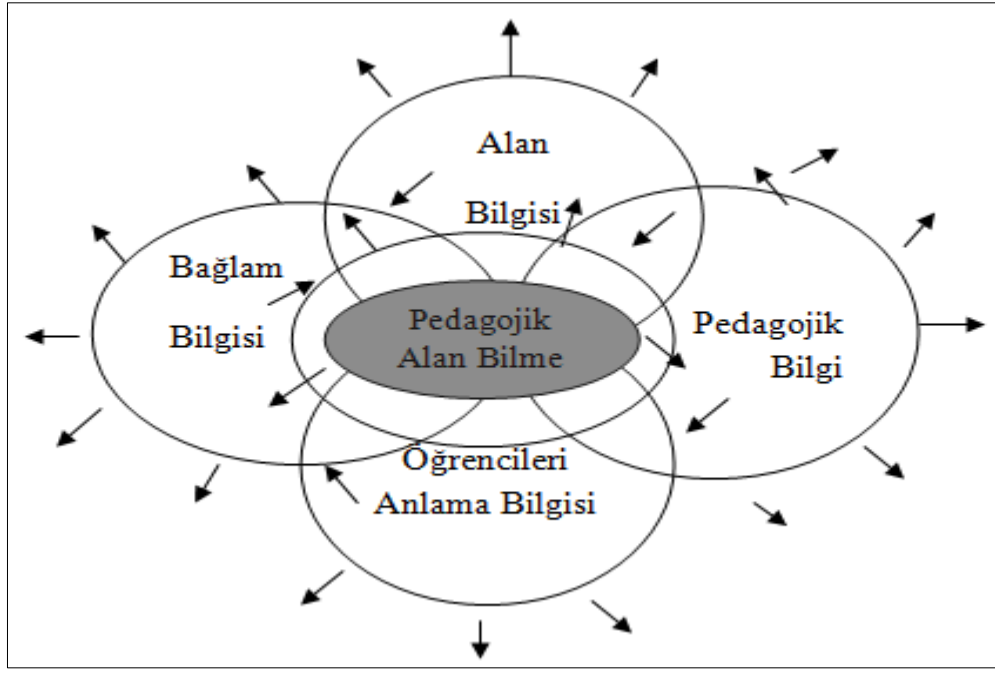 Alan
Bilgisi
Bağlam
Bilgisi
Pedagojik
Alan Bilme
Pedagojik
Bilgi
Öğrencileri
Anlama Bilgisi